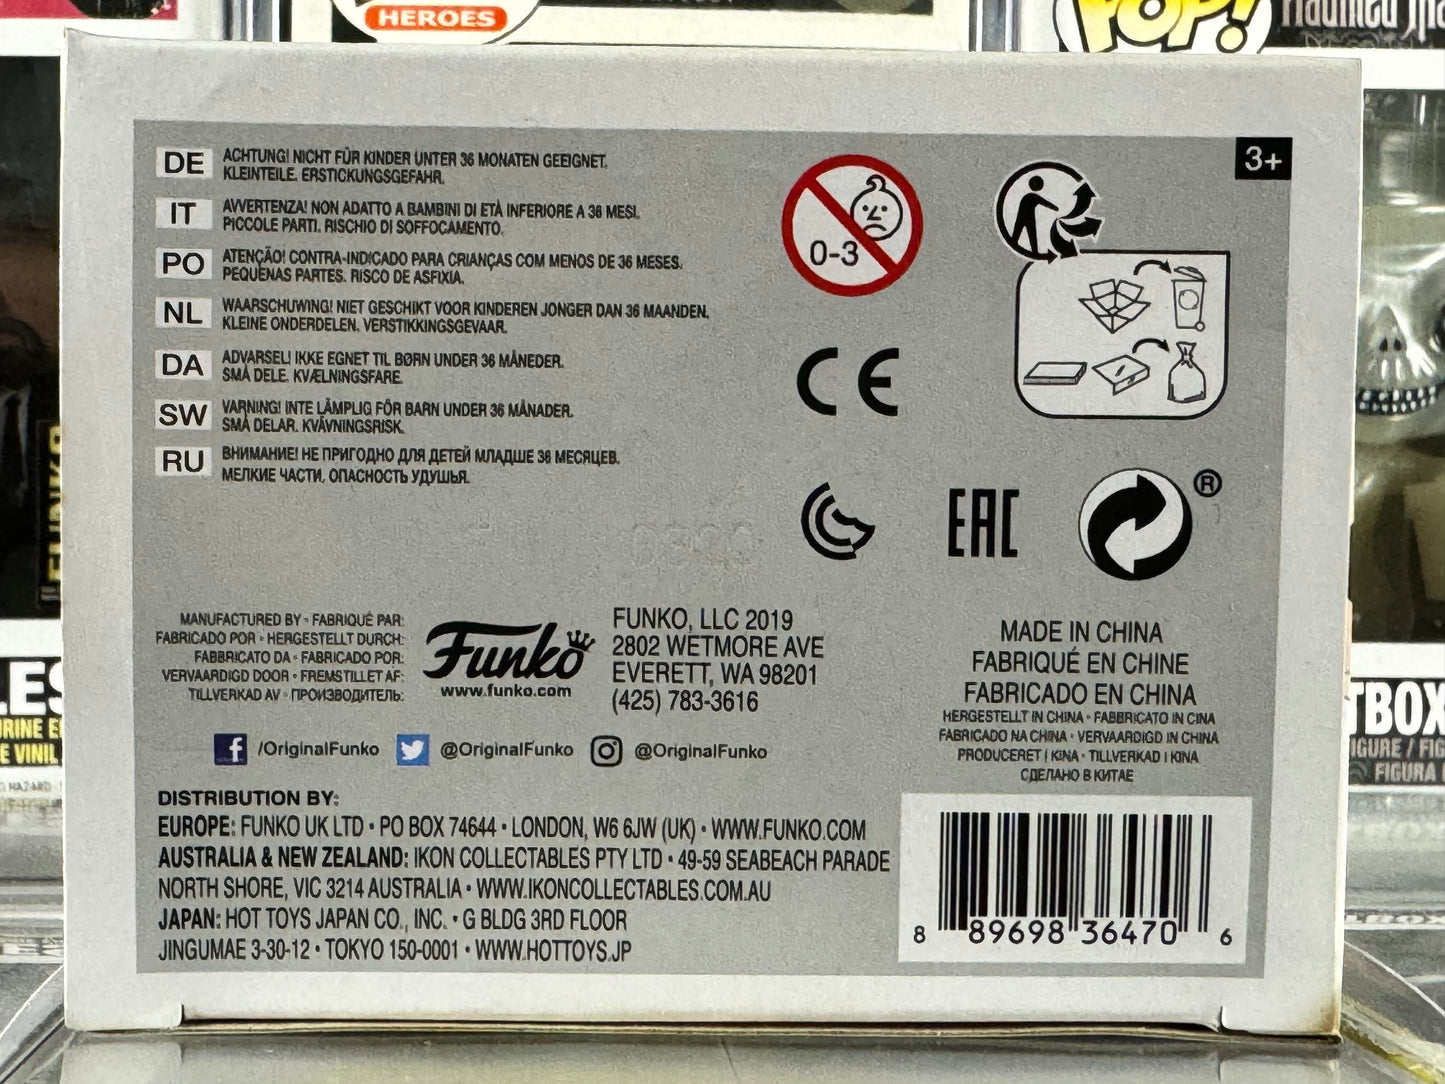 HEROES
POP!
3+
DE ACHTUNG! NICHT FÜR KINDER UNTER 36 MONATEN GEEIGNET.
KLEINTEILE. ERSTICKUNGSGEFAHR.
IT AVVERTENZA! NON ADATTO A BAMBINI DI ETÀ INFERIORE A 36 MESI.
PICCOLE PARTI. RISCHIO DI SOFFOCAMENTO.
PO ATENÇÃO! CONTRA-INDICADO PARA CRIANÇAS COM MENOS DE 36 MESES.
PEQUENAS PARTES. RISCO DE ASFIXIA.
NL WAARSCHUWING! NIET GESCHIKT VOOR KINDEREN JONGER DAN 36 MAANDEN.
KLEINE ONDERDELEN. VERSTIKKINGSGEVAAR.
DA ADVARSEL! IKKE EGNET TIL BØRN UNDER 36 MÅNEDER.
SMÅ DELE. KVÆLNINGSFARE.
SW VARNING! INTE LÄMPLIG FÖR BARN UNDER 36 MÅNADER.
SMÅ DELAR. KVÄVNINGSRISK.
RU ВНИМАНИЕ! НЕ ПРИГОДНО ДЛЯ ДЕТЕЙ МЛАДШЕ 36 МЕСЯЦЕВ.
МЕЛКИЕ ЧАСТИ. ОПАСНОСТЬ УДУШЬЯ.
0-3
CE
EAC
®
MANUFACTURED BY • FABRIQUÉ PAR:
FABRICADO POR • HERGESTELLT DURCH:
FABBRICATO DA • FABRICADO POR:
VERVAARDIGD DOOR • FREMSTILLET AF:
TILLVERKAD AV • ПРОИЗВОДИТЕЛЬ:
Funko
www.funko.com
FUNKO, LLC 2019
2802 WETMORE AVE
EVERETT, WA 98201
(425) 783-3616
MADE IN CHINA
FABRIQUÉ EN CHINE
FABRICADO EN CHINA
HERGESTELLT IN CHINA • FABBRICATO IN CINA
FABRICADO NA CHINA • VERVAARDIGD IN CHINA
PRODUCERET I KINA • TILLVERKAD I KINA
СДЕЛАНО В КИТАЕ
/OriginalFunko @OriginalFunko @OriginalFunko
DISTRIBUTION BY:
EUROPE: FUNKO UK LTD • PO BOX 74644 • LONDON, W6 6JW (UK) • WWW.FUNKO.COM
AUSTRALIA & NEW ZEALAND: IKON COLLECTABLES PTY LTD • 49-59 SEABEACH PARADE
NORTH SHORE, VIC 3214 AUSTRALIA • WWW.IKONCOLLECTABLES.COM.AU
JAPAN: HOT TOYS JAPAN CO., INC. • G BLDG 3RD FLOOR
JINGUMAE 3-30-12 • TOKYO 150-0001 • WWW.HOTTOYS.JP
8 89698 36470 6